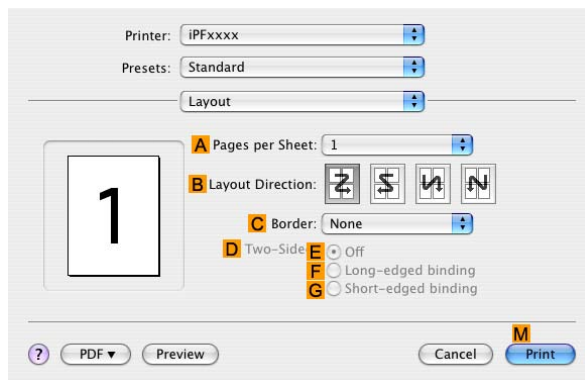 Printer: iPFxxxx
Presets: Standard
Layout
A Pages per Sheet: 1
B Layout Direction:
1
C Border: None
D Two-Side E Off
F Long-edged binding
G Short-edged binding
M
? PDF▼ Preview Cancel Print